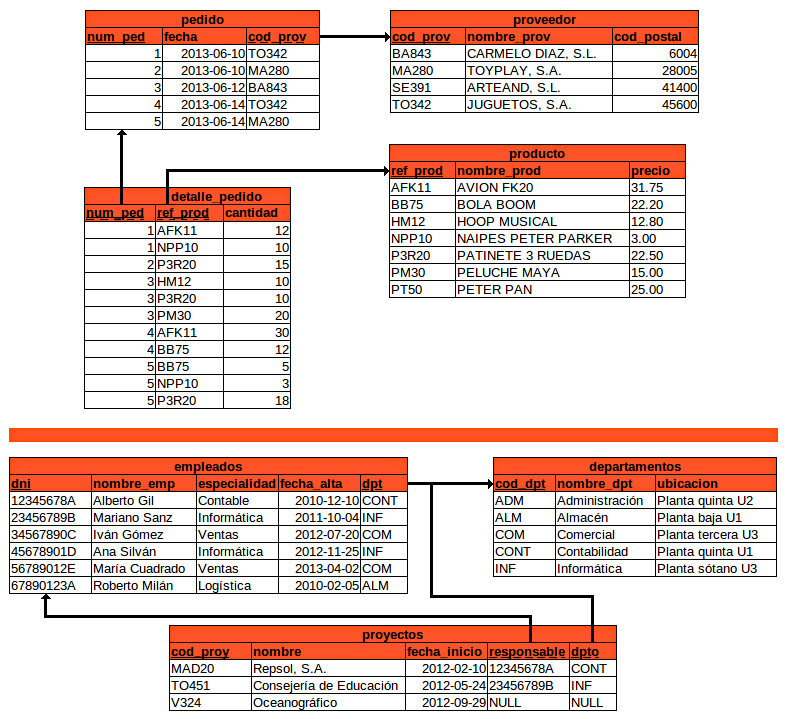 pedido
num_ped fecha cod_prov
1 2013-06-10 TO342
2 2013-06-10 MA280
3 2013-06-12 BA843
4 2013-06-14 TO342
5 2013-06-14 MA280
proveedor
cod_prov nombre_prov cod_postal
BA843 CARMELO DIAZ, S.L. 6004
MA280 TOYPLAY, S.A. 28005
SE391 ARTEAND, S.L. 41400
TO342 JUGUETOS, S.A. 45600
producto
ref_prod nombre_prod precio
AFK11 AVION FK20 31.75
BB75 BOLA BOOM 22.20
HM12 HOOP MUSICAL 12.80
NPP10 NAIPES PETER PARKER 3.00
P3R20 PATINETE 3 RUEDAS 22.50
PM30 PELUCHE MAYA 15.00
PT50 PETER PAN 25.00
detalle_pedido
num_ped ref_prod cantidad
1 AFK11 12
1 NPP10 10
2 P3R20 15
3 HM12 10
3 P3R20 10
3 PM30 20
4 AFK11 30
4 BB75 12
5 BB75 5
5 NPP10 3
5 P3R20 18
empleados
dni nombre_emp especialidad fecha_alta dpt
12345678A Alberto Gil Contable 2010-12-10 CONT
23456789B Mariano Sanz Informática 2011-10-04 INF
34567890C Iván Gómez Ventas 2012-07-20 COM
45678901D Ana Silván Informática 2012-11-25 INF
56789012E María Cuadrado Ventas 2013-04-02 COM
67890123A Roberto Milán Logística 2010-02-05 ALM
departamentos
cod_dpt nombre_dpt ubicacion
ADM Administración Planta quinta U2
ALM Almacén Planta baja U1
COM Comercial Planta tercera U3
CONT Contabilidad Planta quinta U1
INF Informática Planta sótano U3
proyectos
cod_proy nombre fecha_inicio responsable dpto
MAD20 Repsol, S.A. 2012-02-10 12345678A CONT
TO451 Consejería de Educación 2012-05-24 23456789B INF
V324 Oceanográfico 2012-09-29 NULL NULL